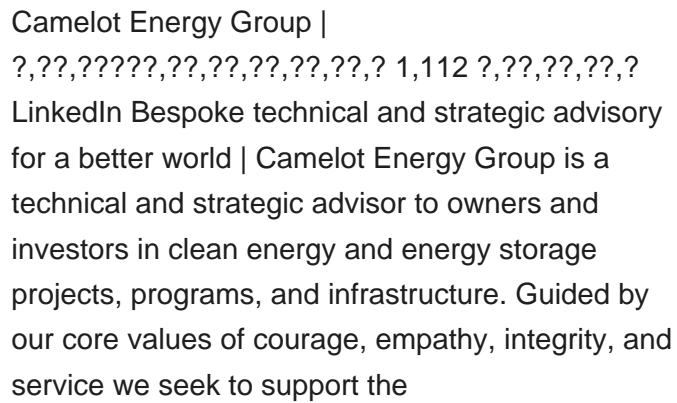 Camelot Energy Group |
?,??,?????,??,??,??,??,??,? 1,112 ?,??,??,??,?
LinkedIn Bespoke technical and strategic advisory
for a better world | Camelot Energy Group is a
technical and strategic advisor to owners and
investors in clean energy and energy storage
projects, programs, and infrastructure. Guided by
our core values of courage, empathy, integrity, and
service we seek to support the